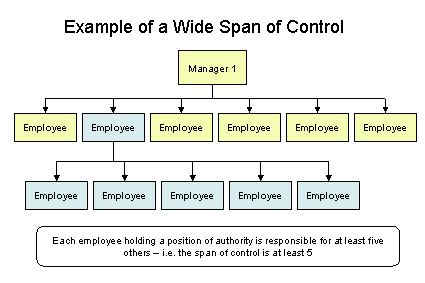 Example of a Wide Span of Control
Manager 1
Employee Employee Employee Employee Employee Employee
Employee Employee Employee Employee Employee
Each employee holding a position of authority is responsible for at least five
others – i.e. the span of control is at least 5